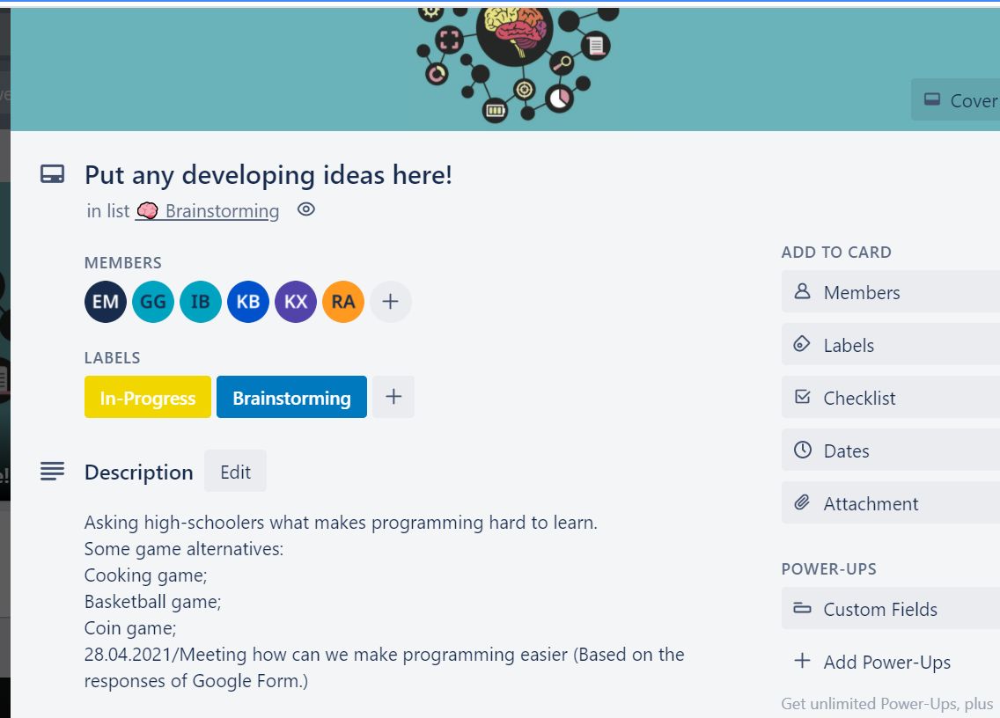 Cover
Put any developing ideas here!
in list 🧠 Brainstorming
MEMBERS
EM GG IB KB KX RA +
LABELS
In-Progress Brainstorming +
Description Edit
Asking high-schoolers what makes programming hard to learn.
Some game alternatives:
Cooking game;
Basketball game;
Coin game;
28.04.2021/Meeting how can we make programming easier (Based on the
responses of Google Form.)
ADD TO CARD
Members
Labels
Checklist
Dates
Attachment
POWER-UPS
Custom Fields
+ Add Power-Ups
Get unlimited Power-Ups, plus